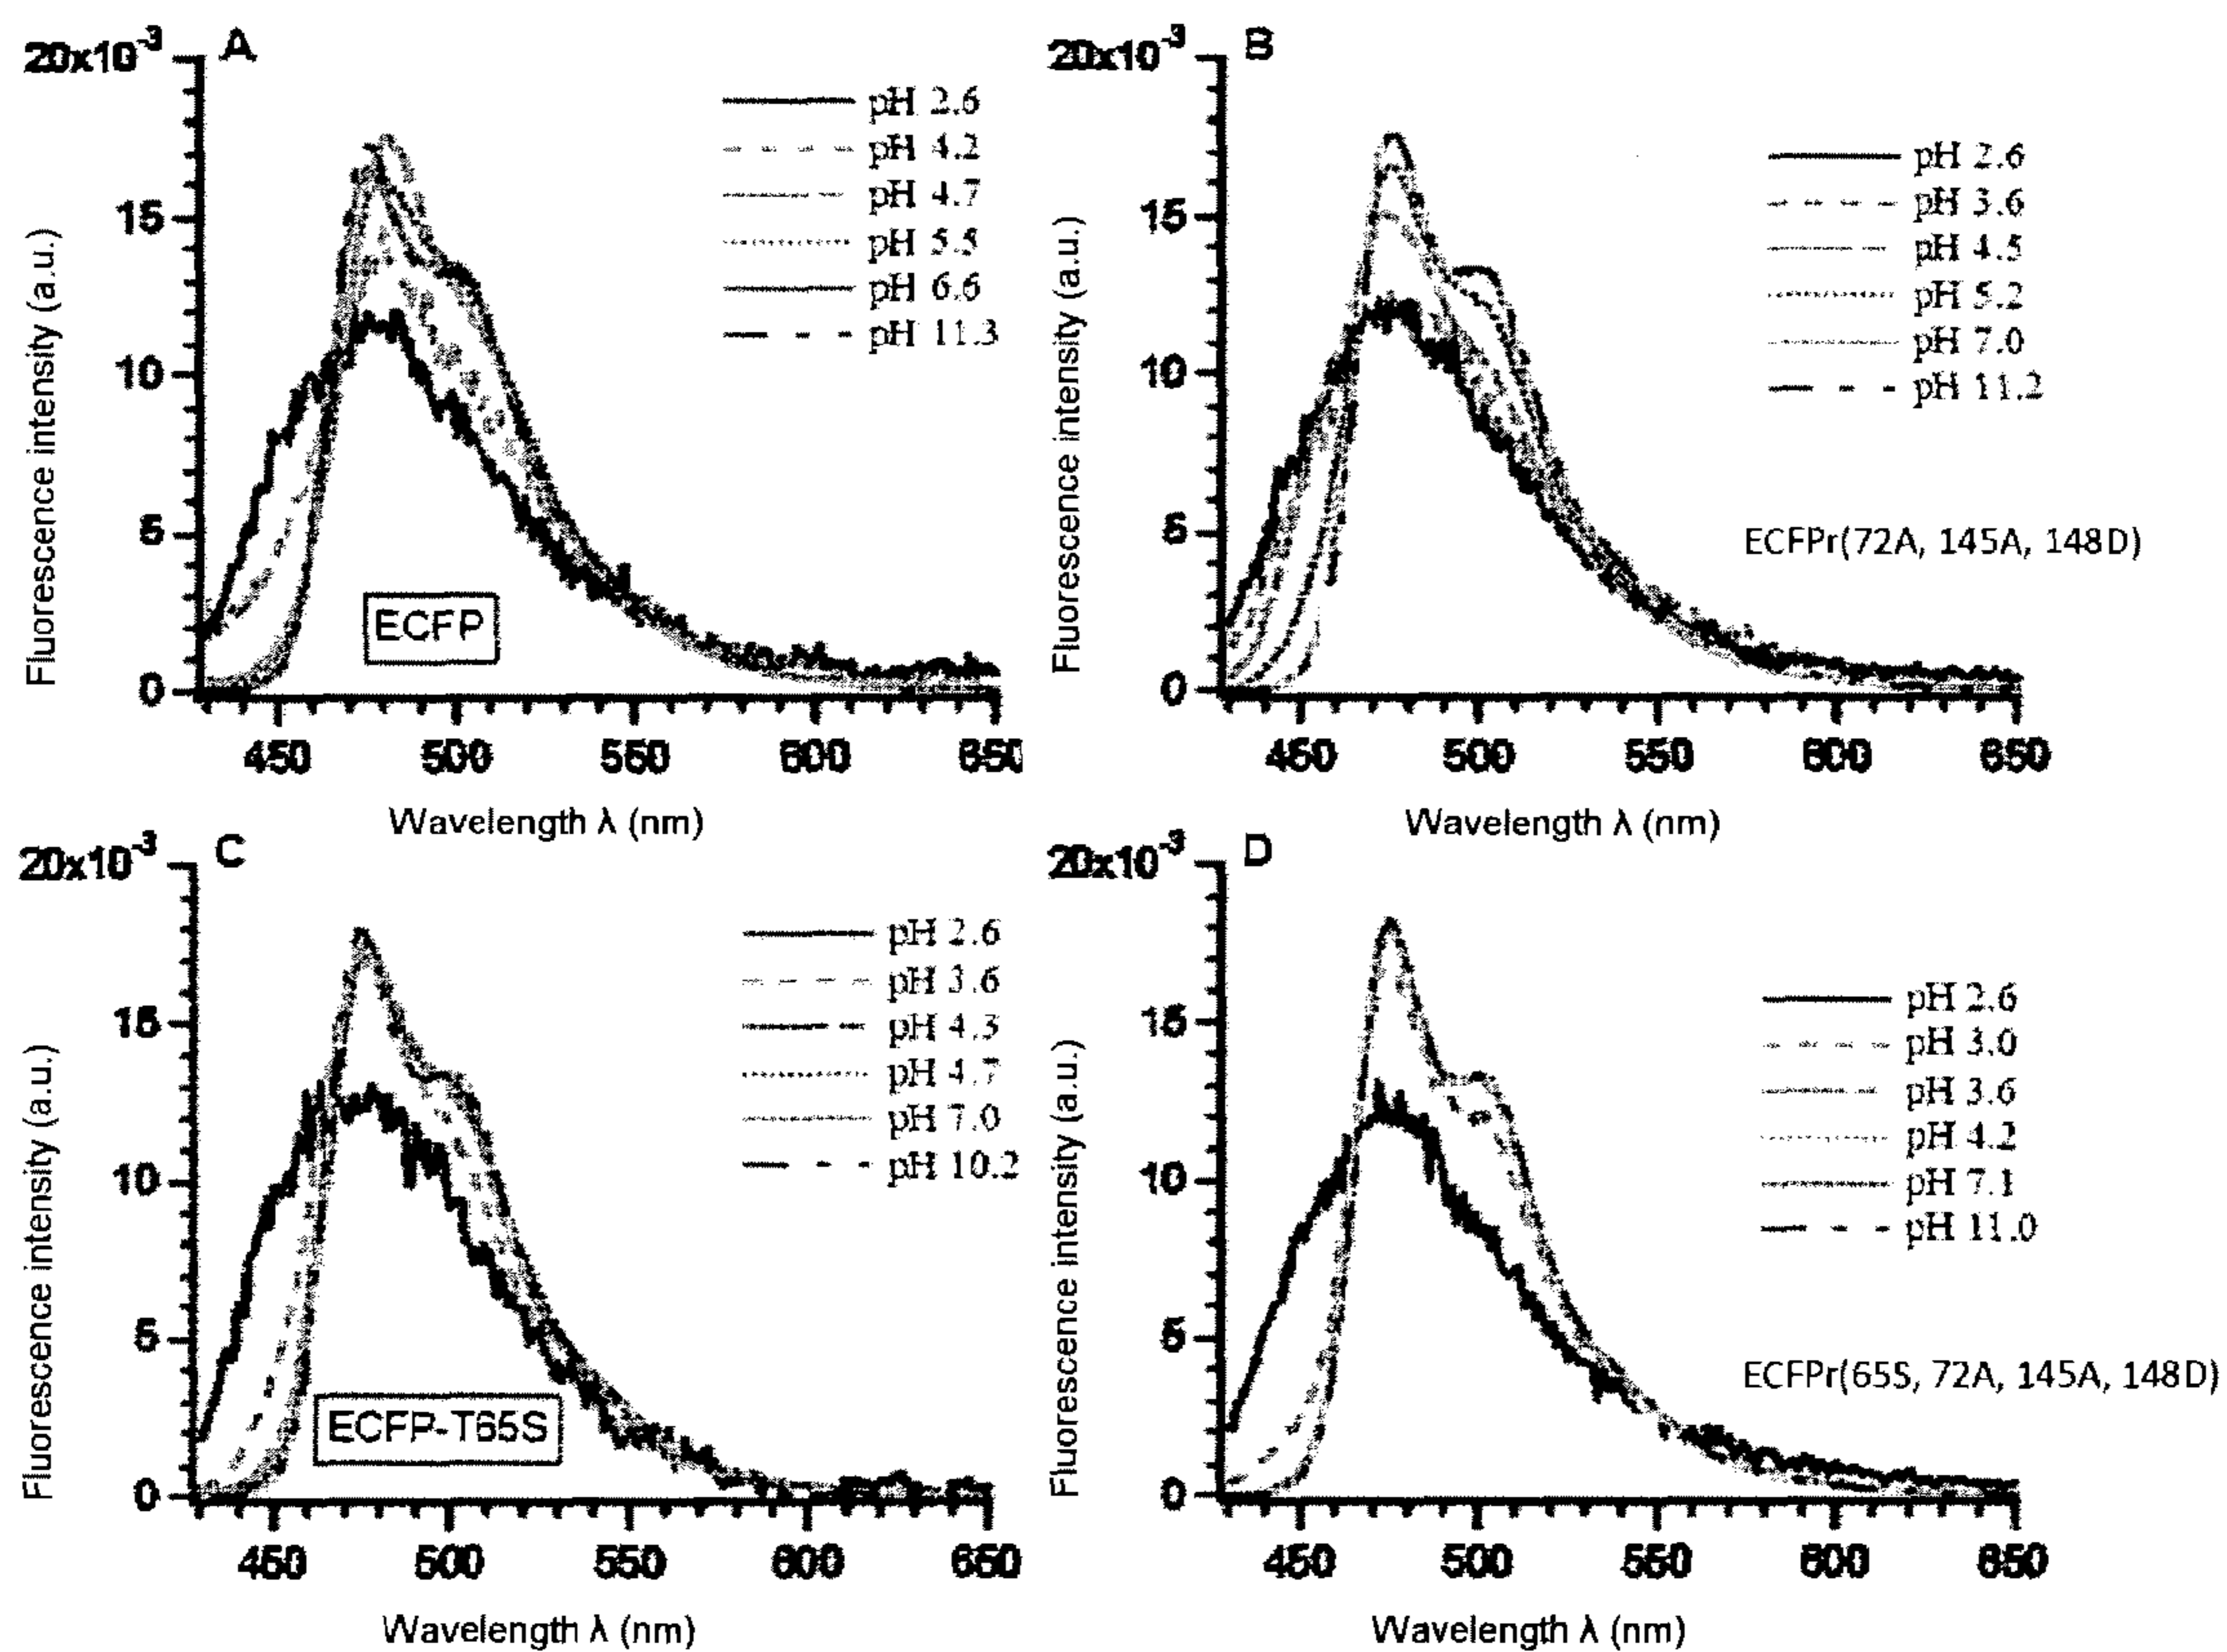 A
20x10-3
15
10
5
0
Fluorescence intensity (a.u.)
pH 2.6
pH 4.2
pH 4.7
pH 5.5
pH 6.6
pH 11.3
ECFP
450 500 550 600 650
Wavelength λ (nm)
B
20x10-3
15
10
5
0
Fluorescence intensity (a.u.)
pH 2.6
pH 3.6
pH 4.5
pH 5.2
pH 7.0
pH 11.2
ECFPr(72A, 145A, 148D)
450 500 550 600 650
Wavelength λ (nm)
C
20x10-3
15
10
5
0
Fluorescence intensity (a.u.)
pH 2.6
pH 3.6
pH 4.3
pH 4.7
pH 7.0
pH 10.2
ECFP-T65S
450 500 550 600 650
Wavelength λ (nm)
D
20x10-3
15
10
5
0
Fluorescence intensity (a.u.)
pH 2.6
pH 3.0
pH 3.6
pH 4.2
pH 7.1
pH 11.0
ECFPr(65S, 72A, 145A, 148D)
450 500 550 600 650
Wavelength λ (nm)